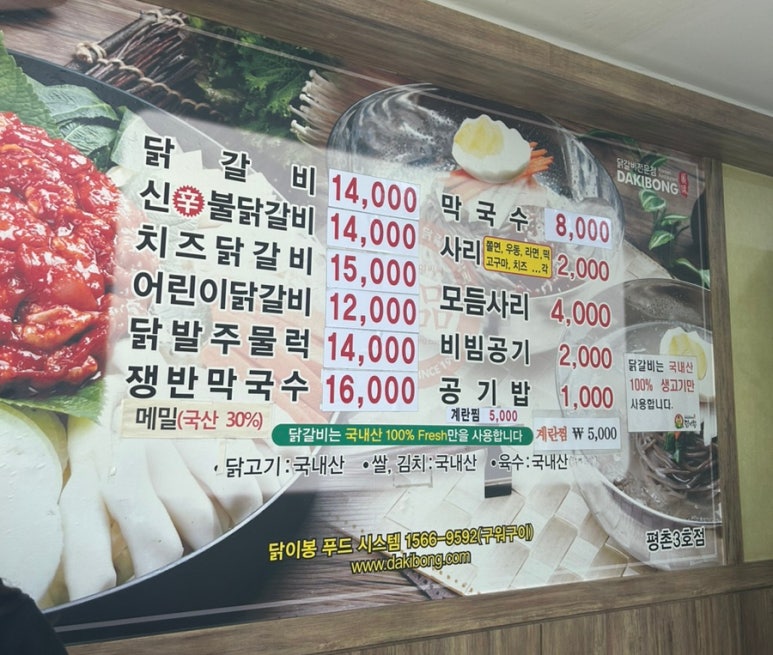 닭갈비전문점
DAKIBONG
닭갈비 14,000
신辛불닭갈비 14,000
치즈닭갈비 15,000
어린이닭갈비 12,000
닭발주물럭 14,000
쟁반막국수 16,000
메밀(국산 30%)
막국수 8,000
사리 쫄면, 우동, 라면, 떡
고구마, 치즈 ...각 2,000
모듬사리 4,000
비빔공기 2,000
공기밥 1,000
계란찜 5,000
계란찜 ₩ 5,000
닭갈비는 국내산 100% Fresh만을 사용합니다
• 닭고기 : 국내산 • 쌀, 김치 : 국내산 • 육수 : 국내산
닭갈비는 국내산
100% 생고기만
사용합니다.
닭이봉 푸드 시스템 1566-9592(구워구이)
www.dakibong.com
평촌3호점